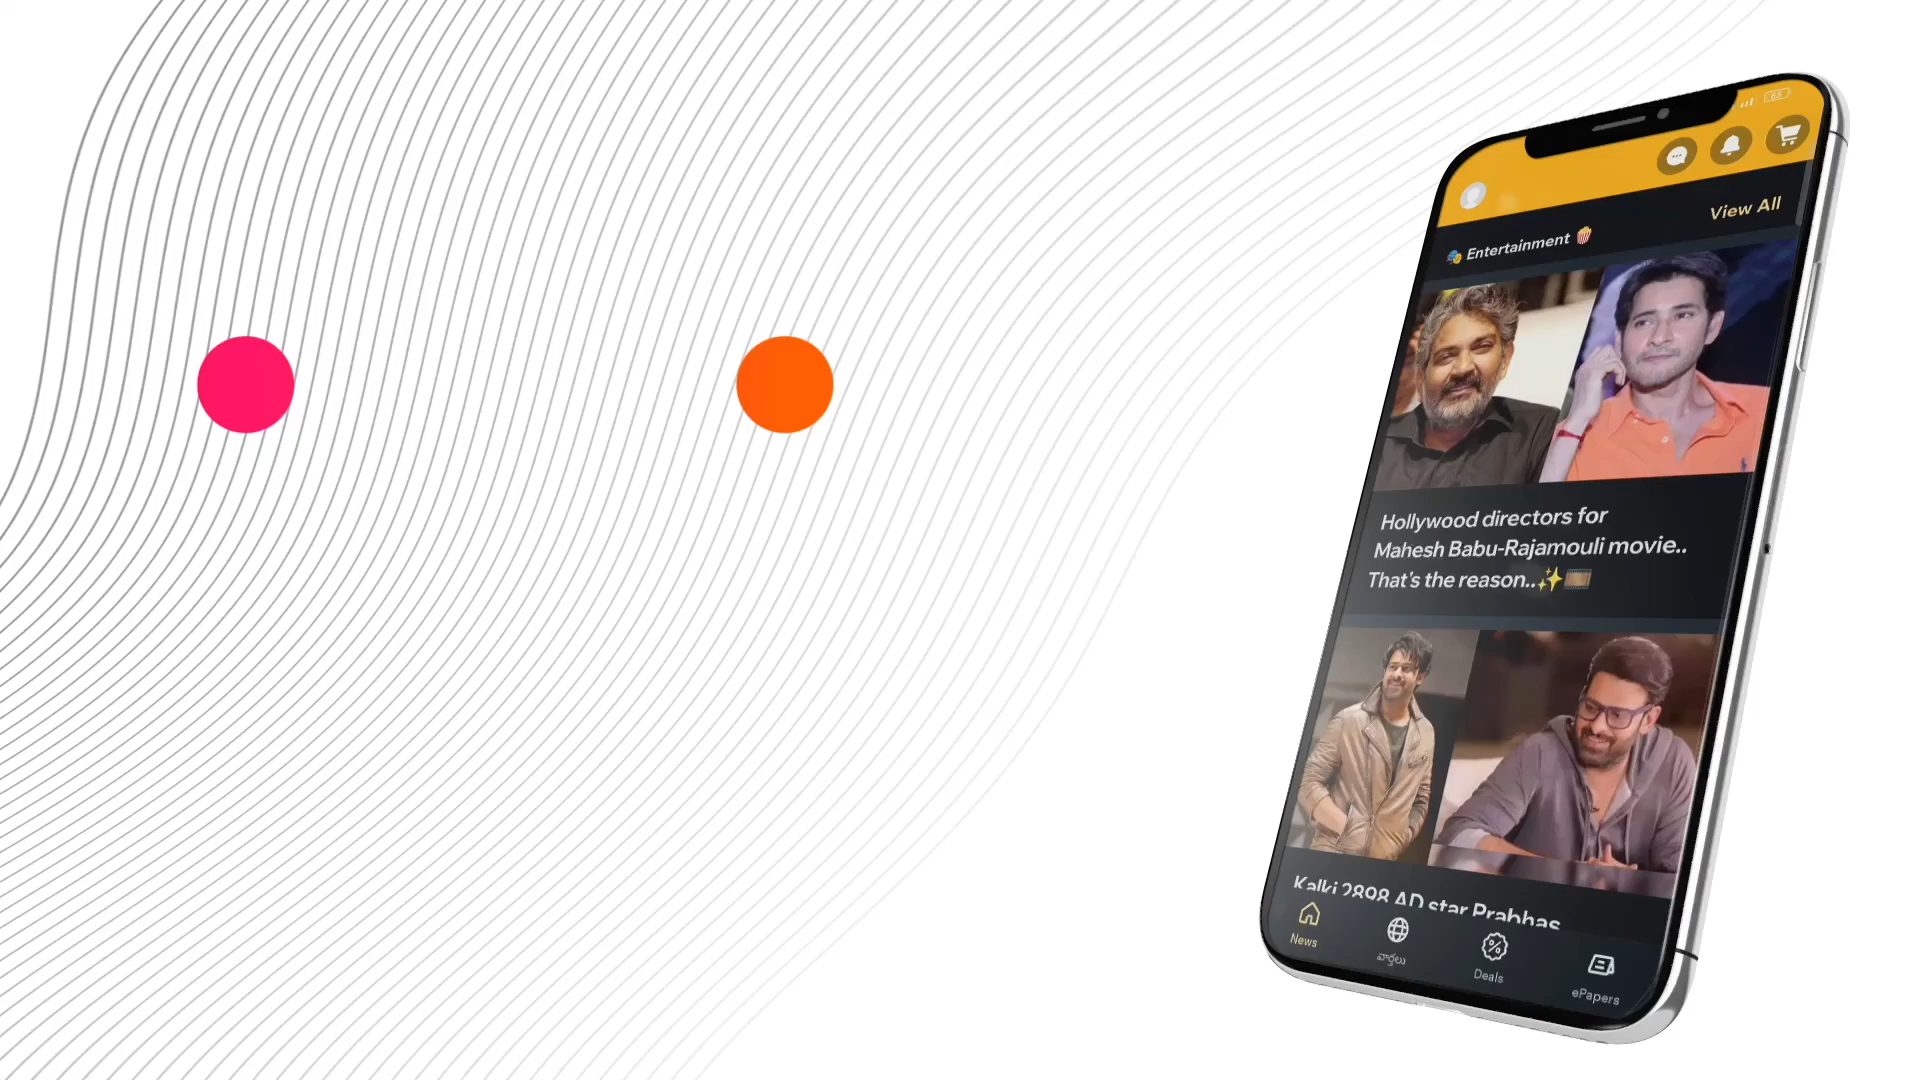 65
View All
🎭 Entertainment 🍿
Hollywood directors for
Mahesh Babu-Rajamouli movie..
That's the reason..✨🎞️
Kalki 2898 AD star Prabhas
News
వార్తలు
Deals
ePapers